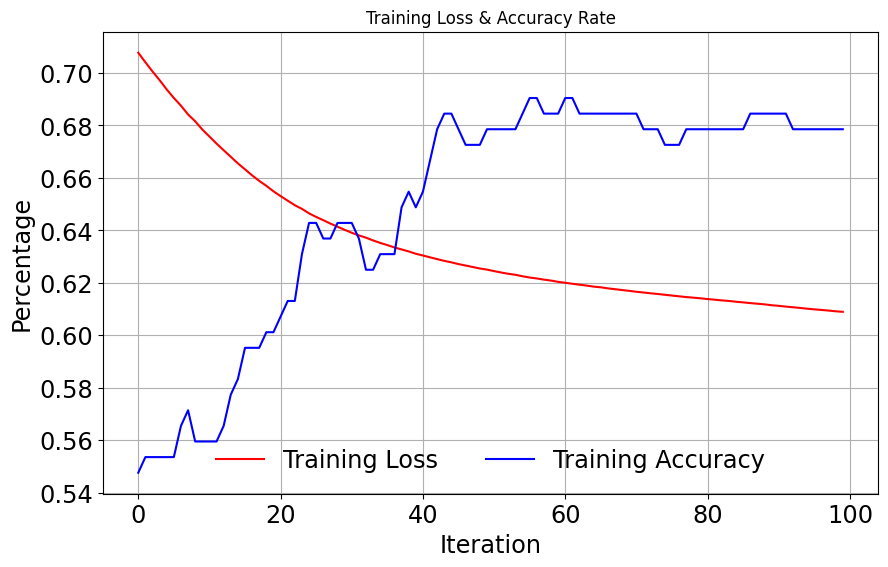 Training Loss & Accuracy Rate
Percentage
0.70
0.68
0.66
0.64
0.62
0.60
0.58
0.56
0.54
Training Loss Training Accuracy
0 20 40 60 80 100
Iteration